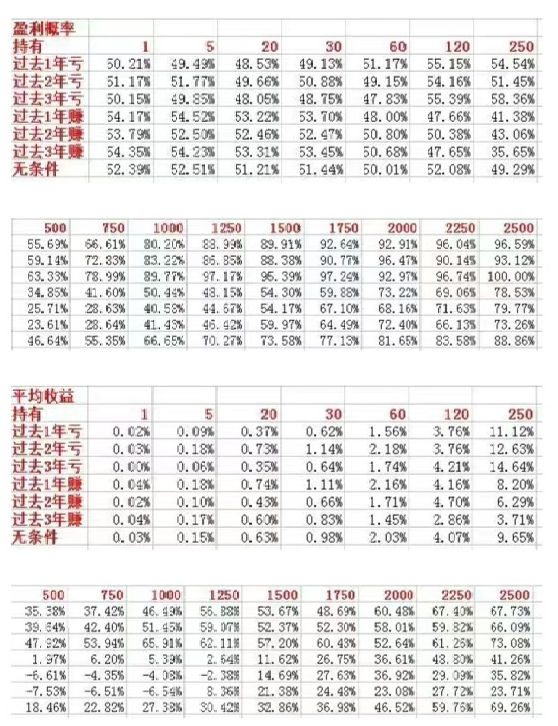 盈利概率
持有 1 5 20 30 60 120 250
过去1年亏 50.21% 49.49% 48.53% 49.13% 51.17% 55.15% 54.54%
过去2年亏 51.17% 51.77% 49.66% 50.88% 49.15% 54.16% 51.45%
过去3年亏 50.15% 49.85% 48.05% 48.75% 47.83% 55.39% 58.36%
过去1年赚 54.17% 54.52% 53.22% 53.70% 48.00% 47.66% 41.38%
过去2年赚 53.79% 52.50% 52.46% 52.47% 50.80% 50.38% 43.06%
过去3年赚 54.35% 54.23% 53.31% 53.45% 50.68% 47.65% 35.65%
无条件 52.39% 52.51% 51.21% 51.44% 50.01% 52.08% 49.29%
500 750 1000 1250 1500 1750 2000 2250 2500
55.69% 66.61% 80.20% 83.99% 89.91% 92.64% 92.91% 96.04% 96.59%
59.14% 72.83% 83.22% 85.85% 88.38% 90.77% 96.47% 90.14% 93.12%
63.33% 78.99% 89.77% 97.17% 95.39% 97.24% 92.97% 96.74% 100.00%
34.85% 41.60% 50.44% 48.15% 54.30% 59.88% 73.22% 69.06% 78.53%
25.71% 28.63% 40.53% 44.67% 54.17% 67.10% 68.16% 71.63% 79.77%
23.61% 28.64% 41.43% 46.42% 59.97% 64.49% 72.40% 66.13% 73.26%
46.64% 55.35% 66.65% 70.27% 73.58% 77.13% 81.65% 83.58% 88.86%
平均收益
持有 1 5 20 30 60 120 250
过去1年亏 0.02% 0.09% 0.37% 0.62% 1.56% 3.76% 11.12%
过去2年亏 0.03% 0.18% 0.73% 1.14% 2.18% 3.76% 12.63%
过去3年亏 0.00% 0.06% 0.35% 0.64% 1.74% 4.21% 14.64%
过去1年赚 0.04% 0.18% 0.74% 1.11% 2.16% 4.16% 8.20%
过去2年赚 0.02% 0.10% 0.43% 0.66% 1.71% 4.70% 6.29%
过去3年赚 0.04% 0.17% 0.60% 0.83% 1.45% 2.86% 3.71%
无条件 0.03% 0.15% 0.63% 0.98% 2.03% 4.07% 9.65%
500 750 1000 1250 1500 1750 2000 2250 2500
35.38% 37.42% 46.49% 56.88% 53.67% 48.69% 60.48% 67.40% 67.73%
39.64% 42.40% 51.45% 59.07% 52.37% 52.30% 58.01% 59.82% 66.09%
47.92% 53.94% 65.91% 62.11% 57.20% 60.43% 52.64% 61.26% 73.08%
1.97% 6.20% 5.39% 2.64% 11.62% 26.75% 36.61% 43.80% 41.26%
-6.61% -4.35% -4.08% -2.38% 14.69% 27.63% 36.92% 29.09% 35.82%
-7.53% -6.51% -6.54% 8.36% 21.38% 24.48% 23.08% 27.72% 23.71%
18.46% 22.82% 27.38% 30.42% 32.86% 36.98% 46.52% 59.76% 69.26%